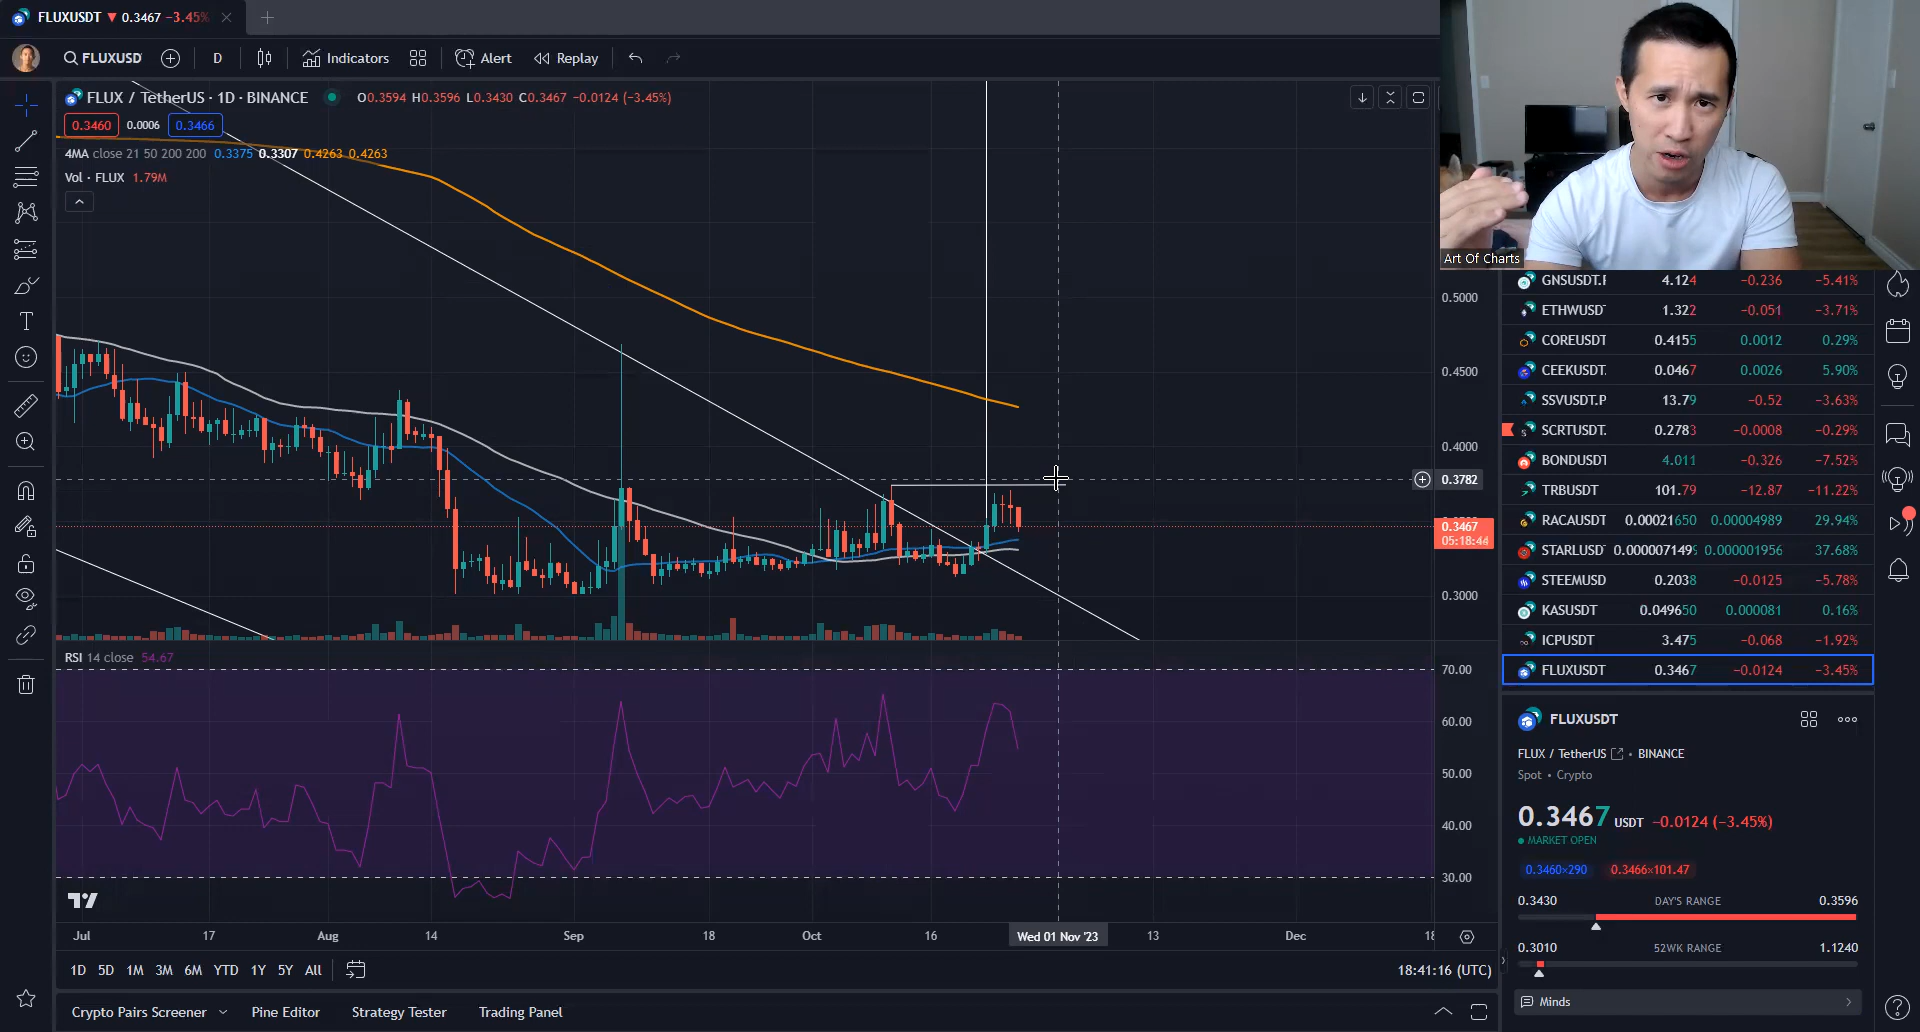 FLUXUSDT ▼ 0.3467 −3.45%
FLUXUSD D Indicators Alert Replay
FLUX / TetherUS · 1D · BINANCE O0.3594 H0.3596 L0.3430 C0.3467 −0.0124 (−3.45%)
0.3460 0.0006 0.3466
4MA close 21 50 200 200 0.3375 0.3307 0.4263 0.4263
Vol · FLUX 1.79M
0.5000
0.4500
0.4000
0.3782
0.3467
05:18:44
0.3000
RSI 14 close 54.67
70.00
60.00
50.00
40.00
30.00
Jul 17 Aug 14 Sep 18 Oct 16 Wed 01 Nov '23 13 Dec 18
1D 5D 1M 3M 6M YTD 1Y 5Y All 18:41:16 (UTC)
Crypto Pairs Screener Pine Editor Strategy Tester Trading Panel
Art Of Charts
GNSUSDT.F 4.124 −0.236 −5.41%
ETHWUSD 1.322 −0.051 −3.71%
COREUSDT 0.4155 0.0012 0.29%
CEEKUSDT. 0.0467 0.0026 5.90%
SSVUSDT.P 13.79 −0.52 −3.63%
SCRTUSDT. 0.2783 −0.0008 −0.29%
BONDUSDT 4.011 −0.326 −7.52%
TRBUSDT 101.79 −12.87 −11.22%
RACAUSDT 0.00021650 0.00004989 29.94%
STARLUSD 0.000007149 0.000001956 37.68%
STEEMUSD 0.2038 −0.0125 −5.78%
KASUSDT 0.049650 0.000081 0.16%
ICPUSDT 3.475 −0.068 −1.92%
FLUXUSDT 0.3467 −0.0124 −3.45%
FLUXUSDT
FLUX / TetherUS • BINANCE
Spot • Crypto
0.3467 USDT −0.0124 (−3.45%)
MARKET OPEN
0.3460×290 0.3466×101.47
0.3430 DAY'S RANGE 0.3596
0.3010 52WK RANGE 1.1240
Minds